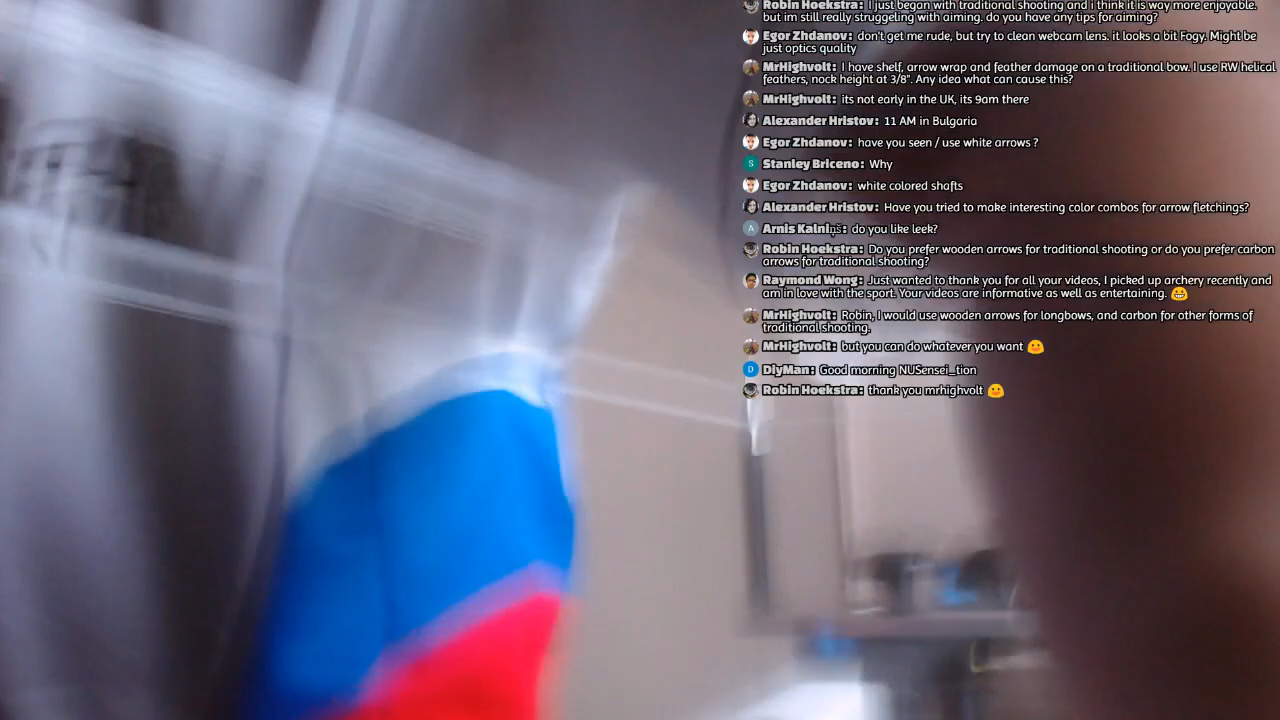 Robin Hoekstra: I just began with traditional shooting and i think it is way more enjoyable.
but im still really struggeling with aiming. do you have any tips for aiming?
Egor Zhdanov: don't get me rude, but try to clean webcam lens. it looks a bit Fogy. Might be
just optics quality
MrHighvolt: I have shelf, arrow wrap and feather damage on a traditional bow. I use RW helical
feathers, nock height at 3/8". Any idea what can cause this?
MrHighvolt: its not early in the UK, its 9am there
Alexander Hristov: 11 AM in Bulgaria
Egor Zhdanov: have you seen / use white arrows ?
S Stanley Briceno: Why
Egor Zhdanov: white colored shafts
Alexander Hristov: Have you tried to make interesting color combos for arrow fletchings?
A Arnis Kalniņš: do you like leek?
Robin Hoekstra: Do you prefer wooden arrows for traditional shooting or do you prefer carbon
arrows for traditional shooting?
Raymond Wong: Just wanted to thank you for all your videos, I picked up archery recently and
am in love with the sport. Your videos are informative as well as entertaining. 😀
MrHighvolt: Robin, I would use wooden arrows for longbows, and carbon for other forms of
traditional shooting.
MrHighvolt: but you can do whatever you want 🙂
D DiyMan: Good morning NUSensei_tion
Robin Hoekstra: thank you mrhighvolt 🙂